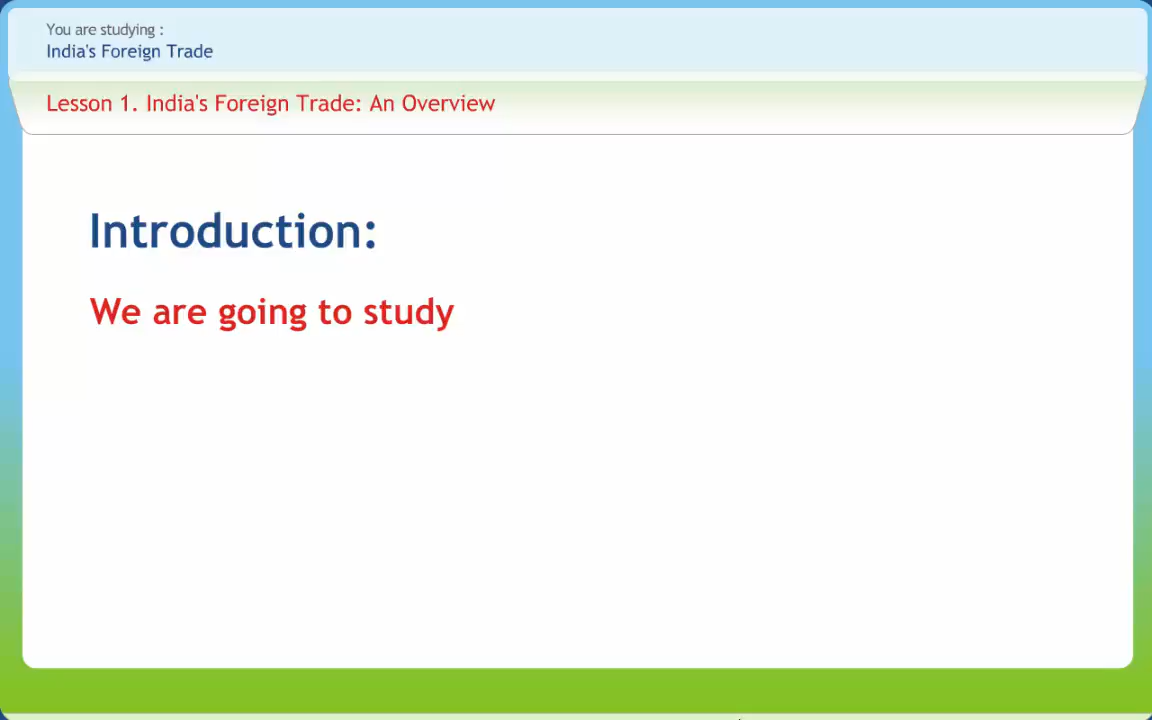 You are studying :
India's Foreign Trade
Lesson 1. India's Foreign Trade: An Overview
Introduction:
We are going to study